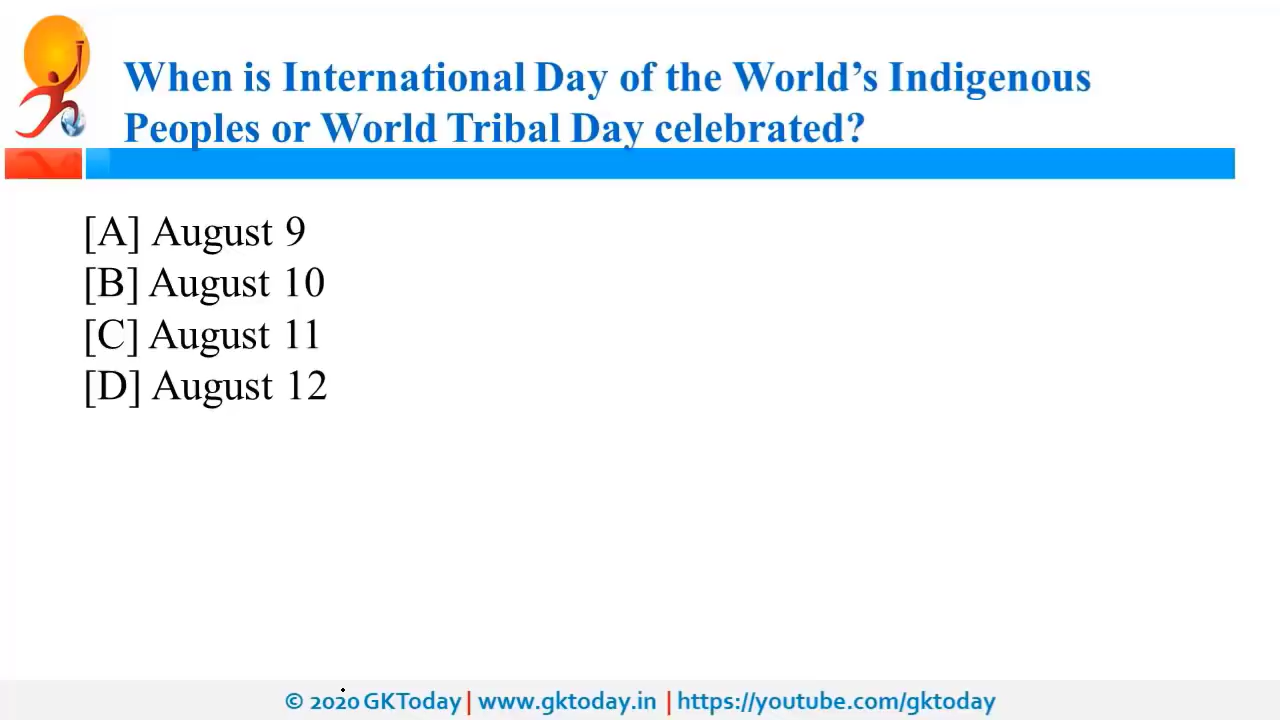 When is International Day of the World’s Indigenous
Peoples or World Tribal Day celebrated?
[A] August 9
[B] August 10
[C] August 11
[D] August 12
© 2020 GKToday | www.gktoday.in | https://youtube.com/gktoday